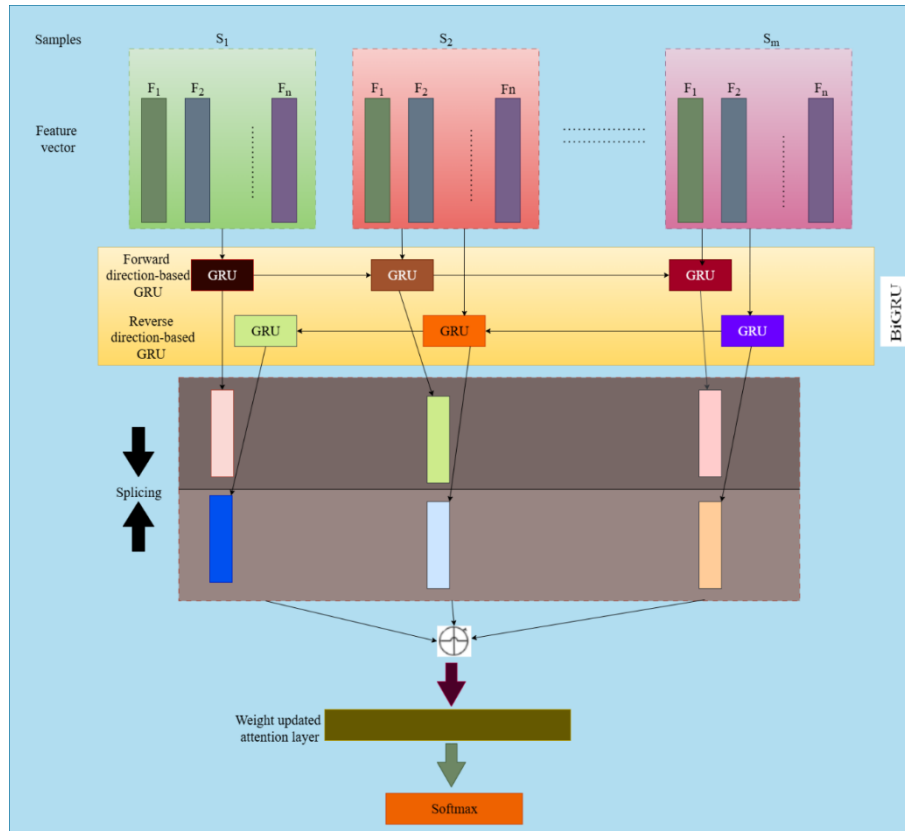 Samples
S1
S2
Sm
F1
F2
Fn
F1
F2
Fn
F1
F2
Fn
Feature
vector
Forward
direction-based
GRU
GRU
GRU
GRU
Reverse
direction-based
GRU
GRU
GRU
GRU
BiGRU
Splicing
Weight updated
attention layer
Softmax